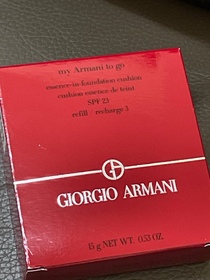 my Armani to go
essence-in-foundation cushion
cushion essence de teint
SPF 23
refill / recharge
GIORGIO ARMANI
15 g NET WT. 0.53 OZ.